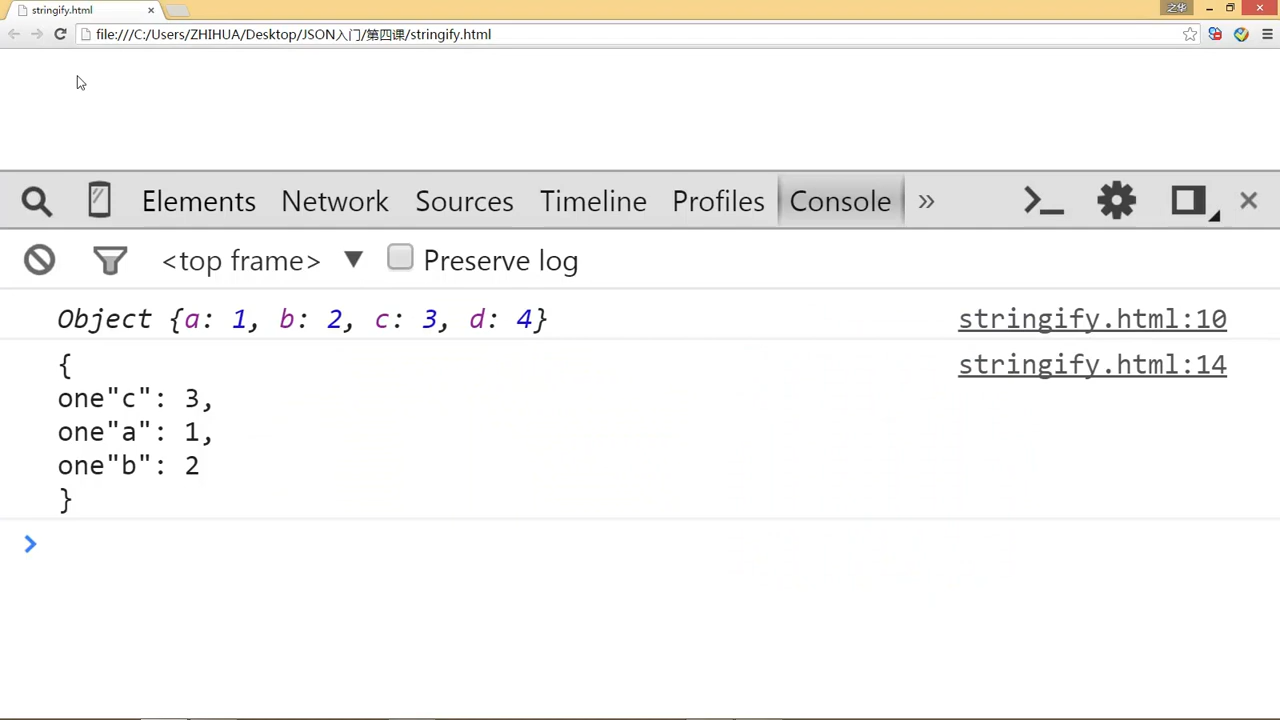 stringify.html
之华
file:///C:/Users/ZHIHUA/Desktop/JSON入门/第四课/stringify.html
Elements Network Sources Timeline Profiles Console »
<top frame> Preserve log
Object {a: 1, b: 2, c: 3, d: 4} stringify.html:10
{ stringify.html:14
one"c": 3,
one"a": 1,
one"b": 2
}